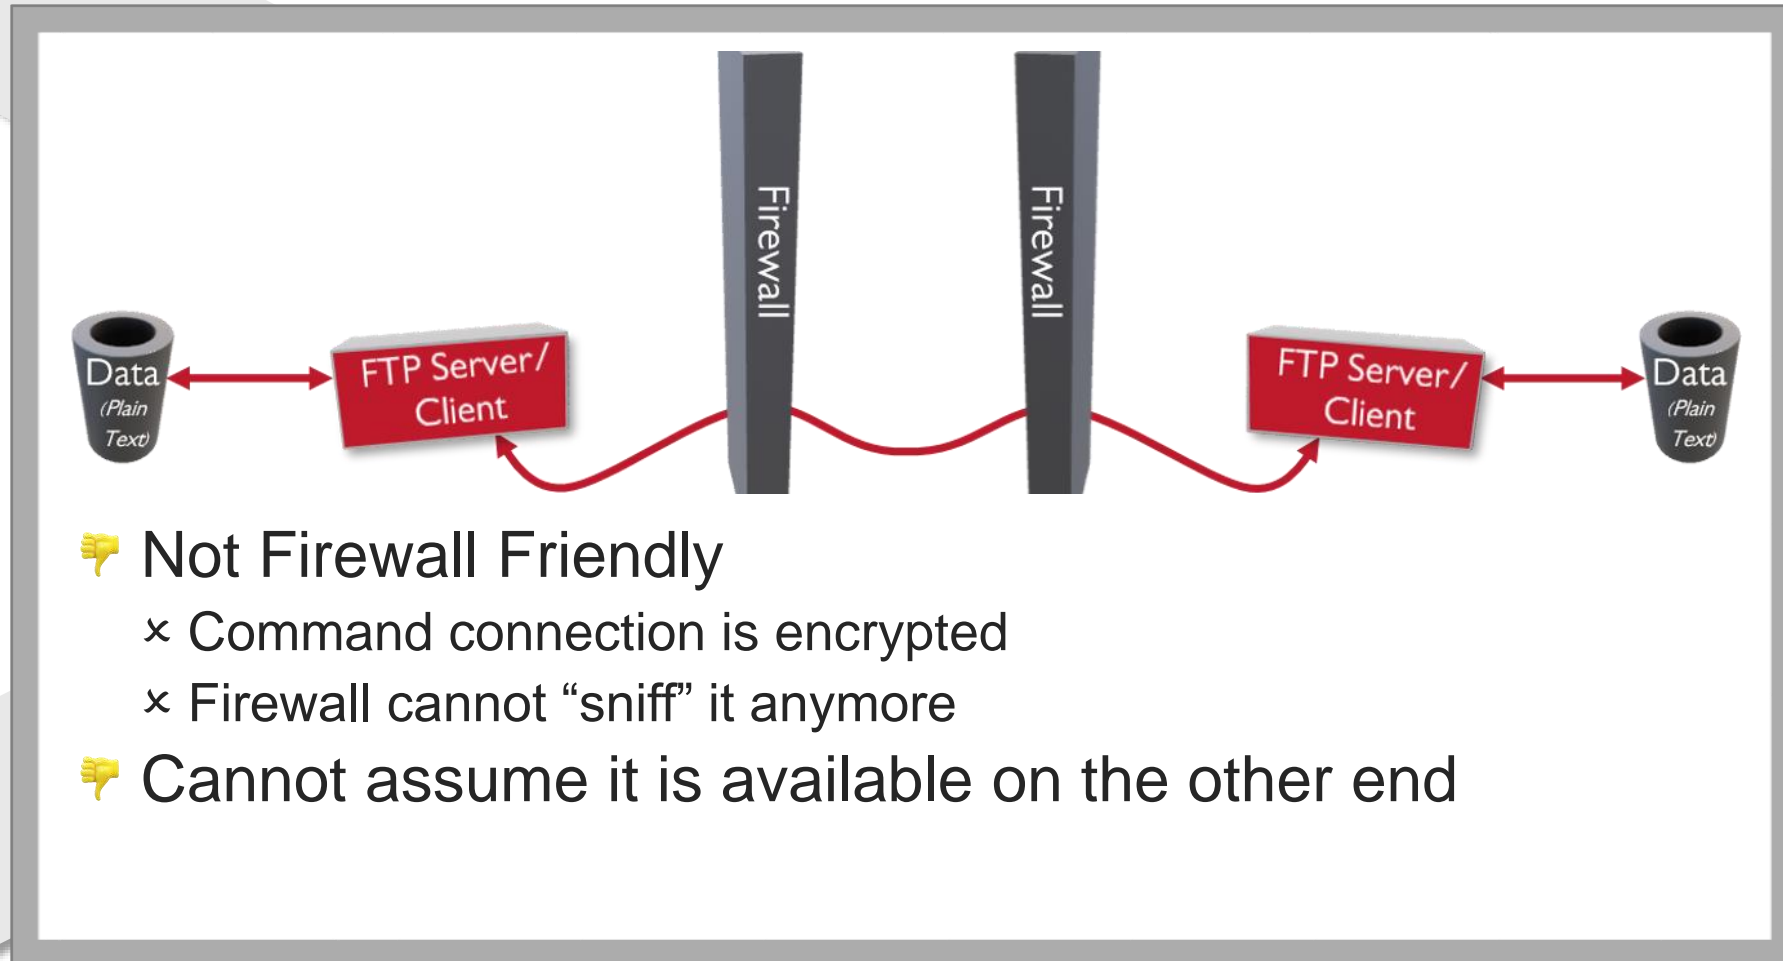 Firewall
Firewall
Data
(Plain
Text)
FTP Server/
Client
FTP Server/
Client
Data
(Plain
Text)
Not Firewall Friendly
× Command connection is encrypted
× Firewall cannot “sniff” it anymore
Cannot assume it is available on the other end